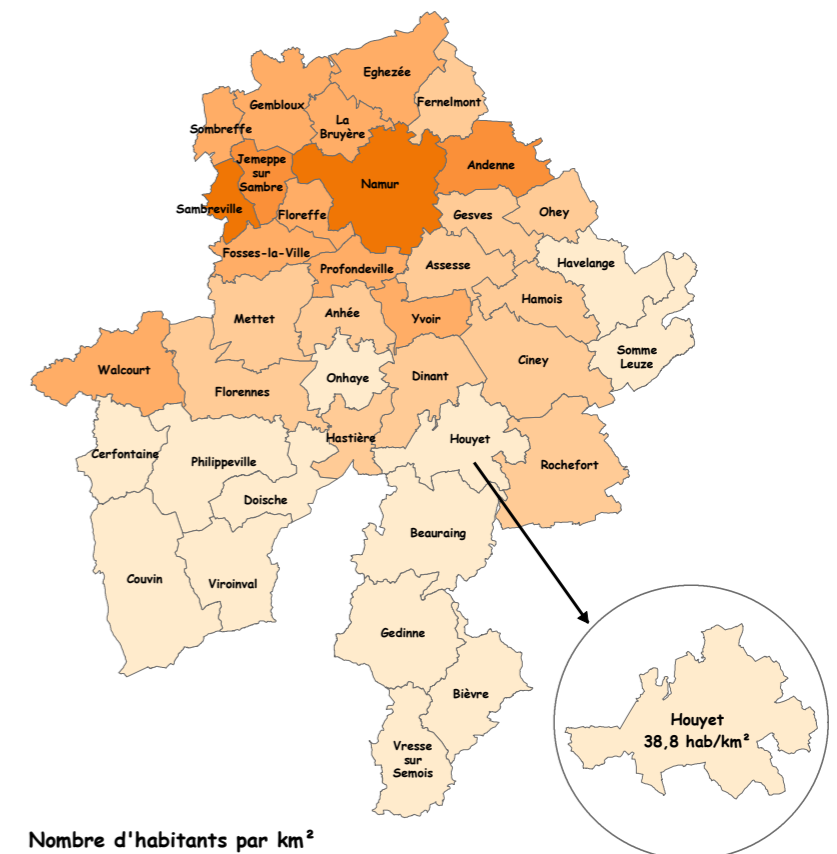 Eghezée
Fernelmont
Gembloux
La
Bruyère
Sombreffe
Jemeppe
sur
Sambre
Andenne
Namur
Sambreville
Floreffe
Gesves
Ohey
Fosses-la-Ville
Profondeville
Assesse
Havelange
Hamois
Mettet
Anhée
Yvoir
Somme
Leuze
Ciney
Walcourt
Onhaye
Dinant
Florennes
Hastière
Houyet
Cerfontaine
Philippeville
Rochefort
Doische
Beauraing
Couvin
Viroinval
Gedinne
Bièvre
Vresse
sur
Semois
Houyet
38,8 hab/km²
Nombre d'habitants par km²